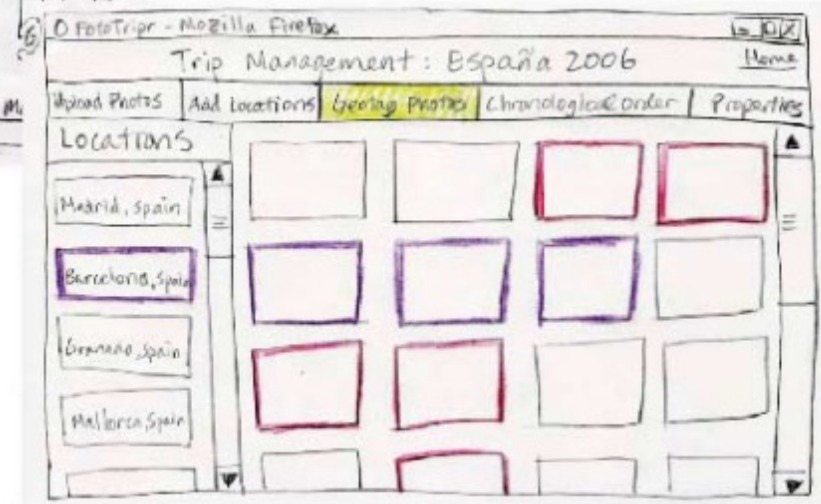 FotoTripr - Mozilla Firefox
Trip Management: España 2006
Home
Upload Photos
Add Locations
Geotag Photos
Chronological order
Properties
Locations
Madrid, Spain
Barcelona, Spain
Granada, Spain
Mallorca, Spain